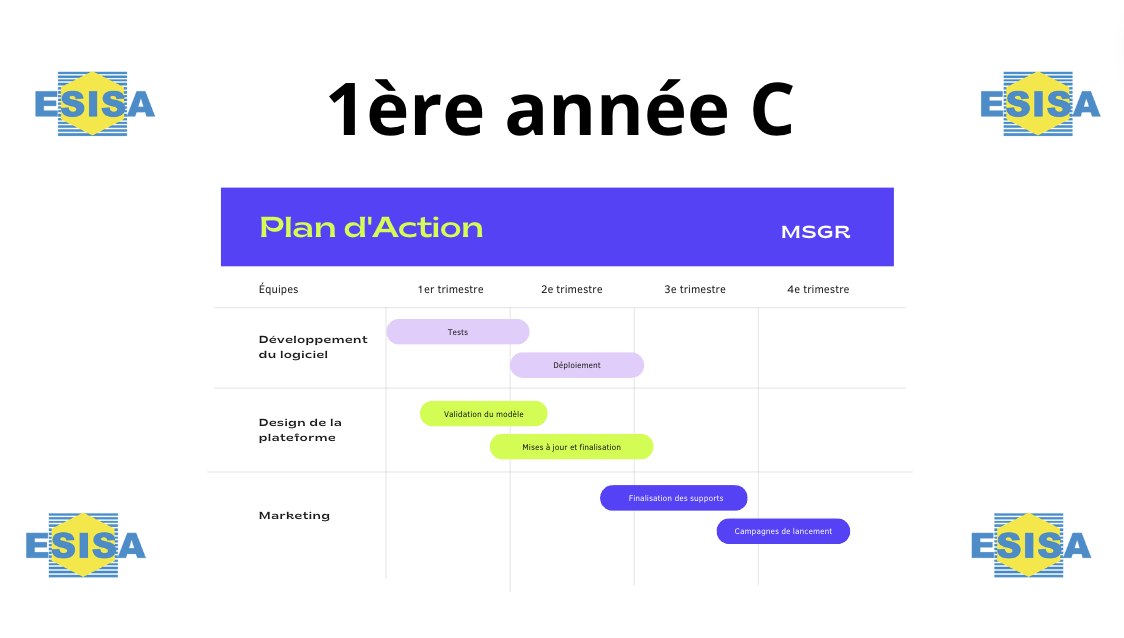 ESISA
1ère année C
ESISA
Plan d'Action
MSGR
Équipes 1er trimestre 2e trimestre 3e trimestre 4e trimestre
Développement
du logiciel
Tests
Déploiement
Design de la
plateforme
Validation du modèle
Mises à jour et finalisation
Marketing
Finalisation des supports
Campagnes de lancement
ESISA
ESISA